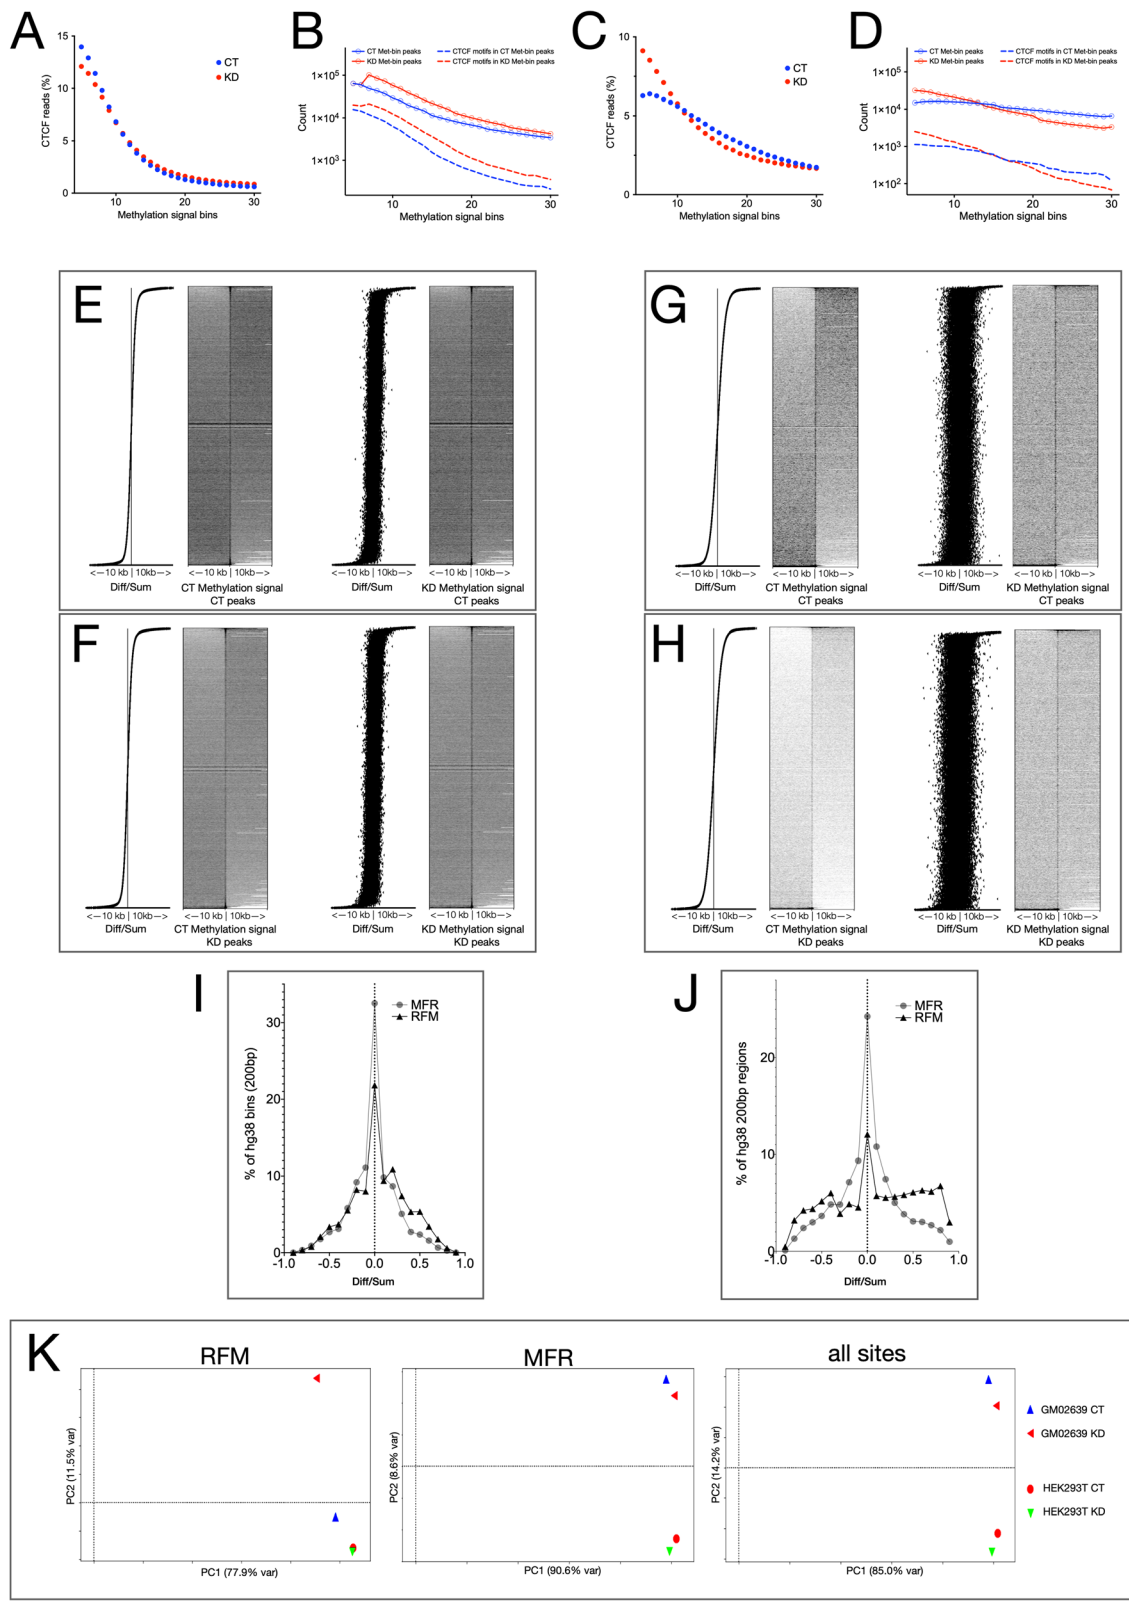 A
15
10
5
0
CTCF reads (%)
CT
KD
10
20
30
Methylation signal bins
B
CT Met-bin peaks
KD Met-bin peaks
CTCF motifs in CT Met-bin peaks
CTCF motifs in KD Met-bin peaks
1×10⁵
1×10⁴
1×10³
Count
10
20
30
Methylation signal bins
C
10
5
0
CTCF reads (%)
CT
KD
10
20
30
Methylation signal bins
D
CT Met-bin peaks
KD Met-bin peaks
CTCF motifs in CT Met-bin peaks
CTCF motifs in KD Met-bin peaks
1×10⁵
1×10⁴
1×10³
1×10²
Count
10
20
30
Methylation signal bins
E
<—10 kb | 10kb—>
Diff/Sum
<—10 kb | 10kb—>
CT Methylation signal
CT peaks
<—10 kb | 10kb—>
Diff/Sum
<—10 kb | 10kb—>
KD Methylation signal
CT peaks
G
<—10 kb | 10kb—>
Diff/Sum
<—10 kb | 10kb—>
CT Methylation signal
CT peaks
<—10 kb | 10kb—>
Diff/Sum
<—10 kb | 10kb—>
KD Methylation signal
CT peaks
F
<—10 kb | 10kb—>
Diff/Sum
<—10 kb | 10kb—>
CT Methylation signal
KD peaks
<—10 kb | 10kb—>
Diff/Sum
<—10 kb | 10kb—>
KD Methylation signal
KD peaks
H
<—10 kb | 10kb—>
Diff/Sum
<—10 kb | 10kb—>
CT Methylation signal
KD peaks
<—10 kb | 10kb—>
Diff/Sum
<—10 kb | 10kb—>
KD Methylation signal
KD peaks
I
MFR
RFM
30
20
10
0
% of hg38 bins (200bp)
-1.0
-0.5
0.0
0.5
1.0
Diff/Sum
J
MFR
RFM
20
10
0
% of hg38 200bp regions
-1.0
-0.5
0.0
0.5
1.0
Diff/Sum
K
RFM
PC2 (11.5% var)
PC1 (77.9% var)
MFR
PC2 (8.6% var)
PC1 (90.6% var)
all sites
PC2 (14.2% var)
PC1 (85.0% var)
GM02639 CT
GM02639 KD
HEK293T CT
HEK293T KD